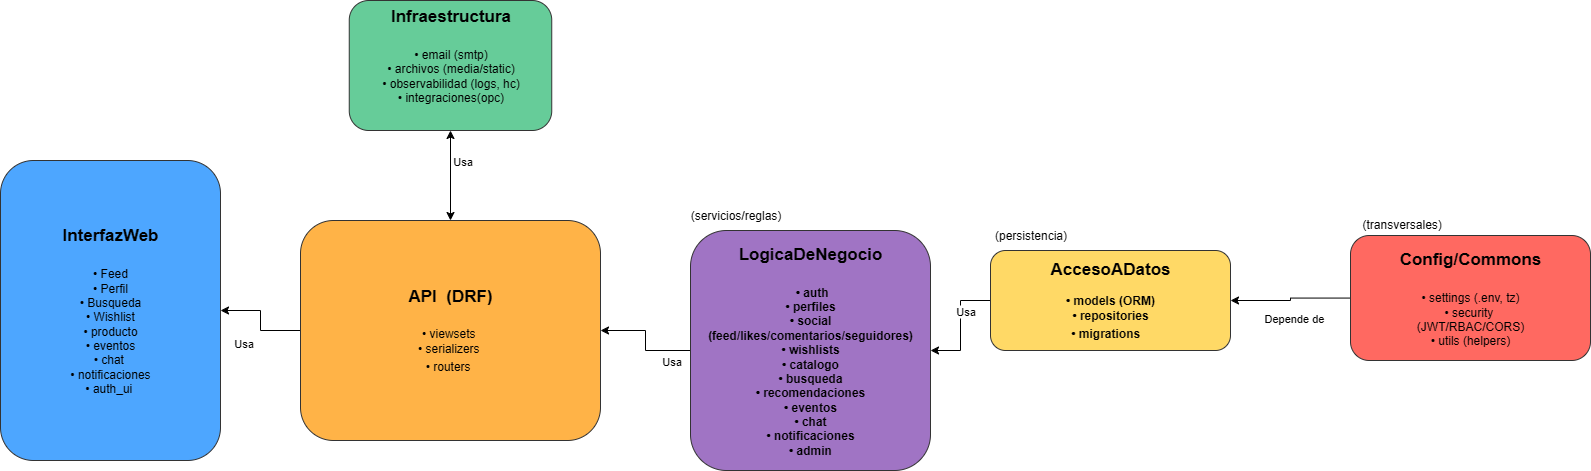 Infraestructura
• email (smtp)
• archivos (media/static)
• observabilidad (logs, hc)
• integraciones(opc)
Usa
InterfazWeb
• Feed
• Perfil
• Busqueda
• Wishlist
• producto
• eventos
• chat
• notificaciones
• auth_ui
Usa
API  (DRF)
• viewsets
• serializers
• routers
Usa
(servicios/reglas)
LogicaDeNegocio
• auth
• perfiles
• social
(feed/likes/comentarios/seguidores)
• wishlists
• catalogo
• busqueda
• recomendaciones
• eventos
• chat
• notificaciones
• admin
Usa
(persistencia)
AccesoADatos
• models (ORM)
• repositories
• migrations
Depende de
(transversales)
Config/Commons
• settings (.env, tz)
• security
(JWT/RBAC/CORS)
• utils (helpers)